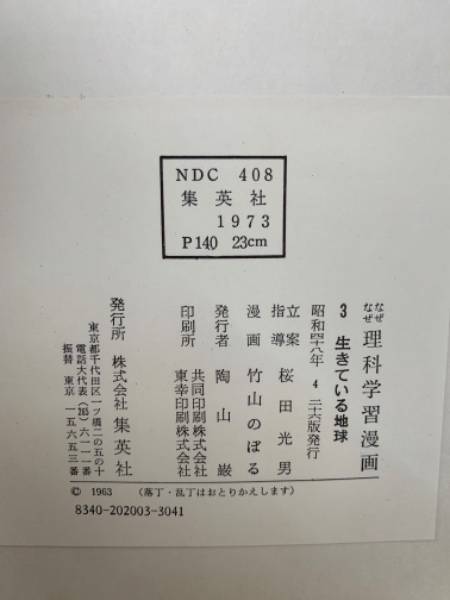 NDC 408
集英社
1973
P140 23cm
なぜなぜ 理科学習漫画
3 生きている地球
昭和四十八年 4 二十六版発行
立案
指導 桜田光男
漫画 竹山のぼる
発行者 陶山巌
印刷所 共同印刷株式会社
東幸印刷株式会社
発行所 株式会社 集英社
東京都千代田区一ツ橋二の五の十
電話大代表(265)六一一一番
振替 東京 一五六五三番
© 1963 (落丁・乱丁はおとりかえします)
8340-202003-3041